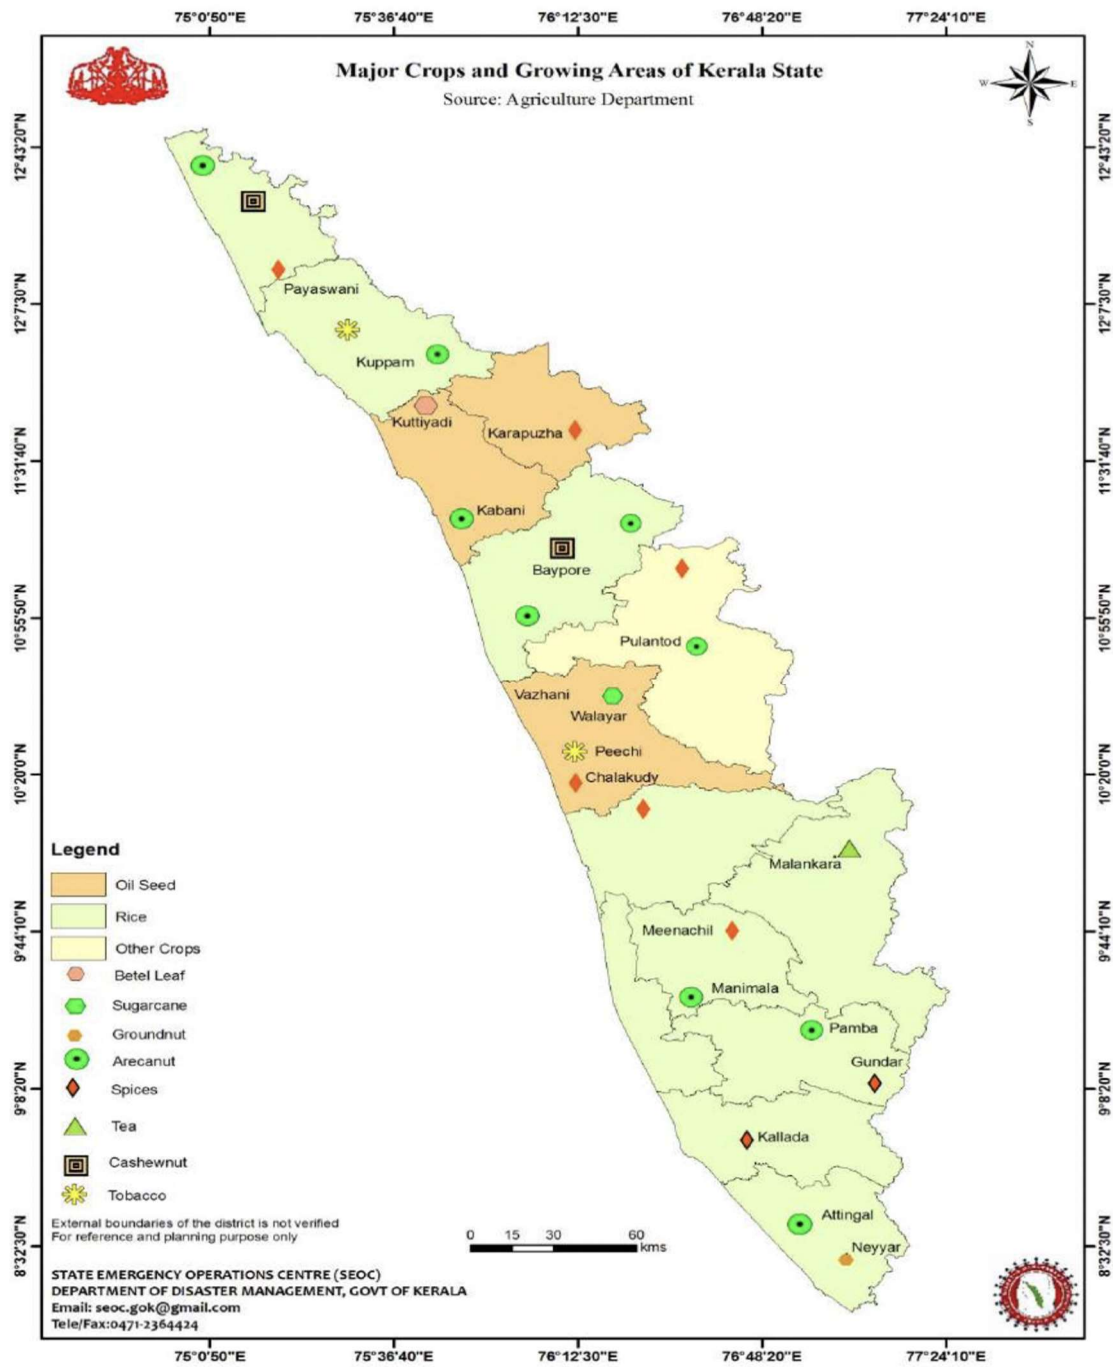 75°0'50"E 75°36'40"E 76°12'30"E 76°48'20"E 77°24'10"E
Major Crops and Growing Areas of Kerala State
Source: Agriculture Department
N
W E
S
12°43'20"N 12°43'20"N
Payaswani
12°7'30"N 12°7'30"N
Kuppam
Kuttiyadi
Karapuzha
11°31'40"N 11°31'40"N
Kabani
Baypore
10°55'50"N 10°55'50"N
Pulantod
Vazhani
Walayar
Peechi
10°20'0"N 10°20'0"N
Chalakudy
Malankara
Meenachil
9°44'10"N 9°44'10"N
Manimala
Pamba
Gundar
9°8'20"N 9°8'20"N
Kallada
Attingal
Neyyar
8°32'30"N 8°32'30"N
Legend
Oil Seed
Rice
Other Crops
Betel Leaf
Sugarcane
Groundnut
Arecanut
Spices
Tea
Cashewnut
Tobacco
External boundaries of the district is not verified
For reference and planning purpose only
0 15 30 60
kms
STATE EMERGENCY OPERATIONS CENTRE (SEOC)
DEPARTMENT OF DISASTER MANAGEMENT, GOVT OF KERALA
Email: seoc.gok@gmail.com
Tele/Fax:0471-2364424
75°0'50"E 75°36'40"E 76°12'30"E 76°48'20"E 77°24'10"E